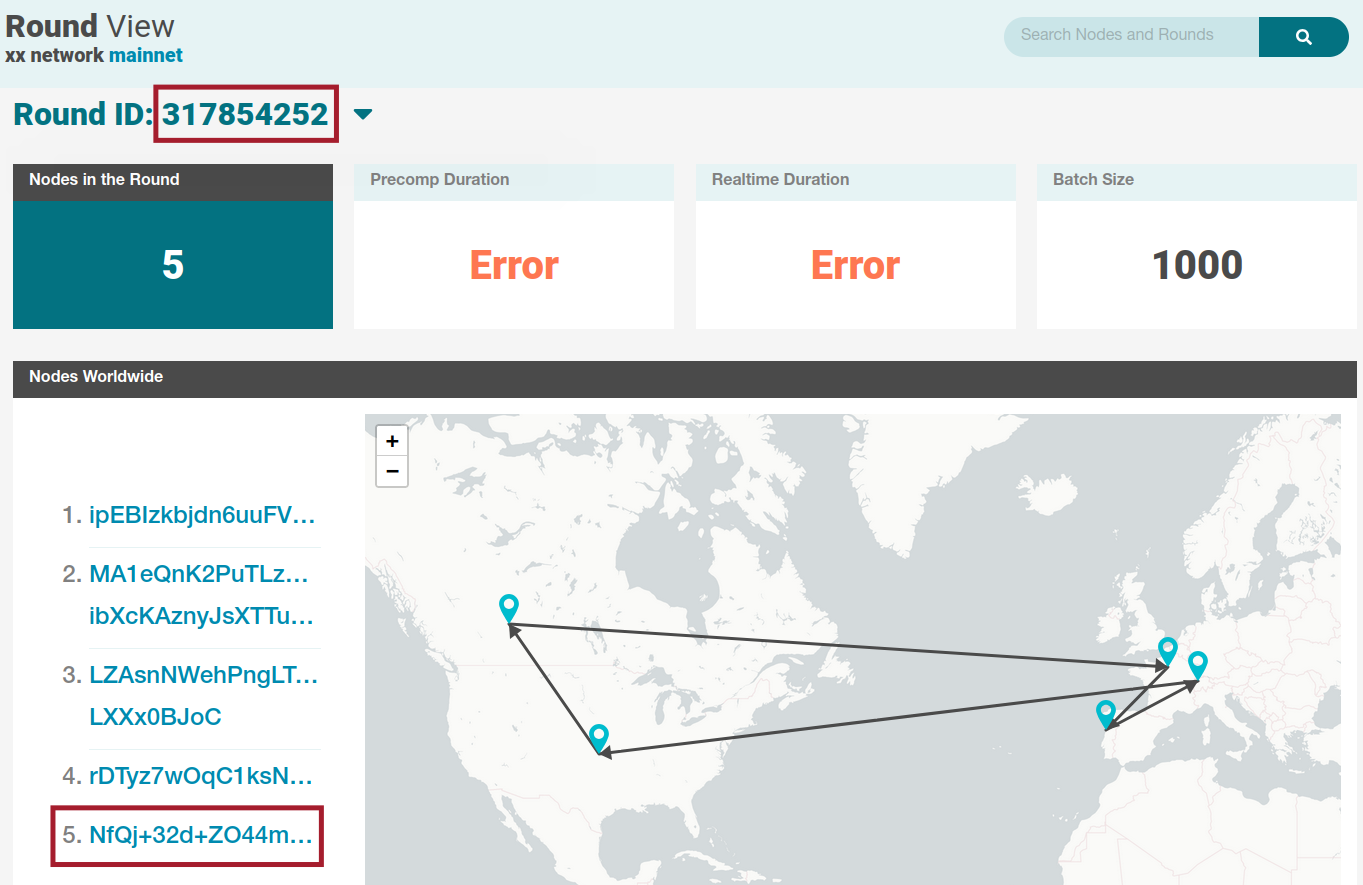 Round View
xx network mainnet
Search Nodes and Rounds
Round ID: 317854252
Nodes in the Round
5
Precomp Duration
Error
Realtime Duration
Error
Batch Size
1000
Nodes Worldwide
+
−
1. ipEBIzkbjdn6uuFV...
2. MA1eQnK2PuTLz...
ibXcKAznyJsXTTu...
3. LZAsnNWehPngLT...
LXXx0BJoC
4. rDTyz7wOqC1ksN...
5. NfQj+32d+ZO44m...